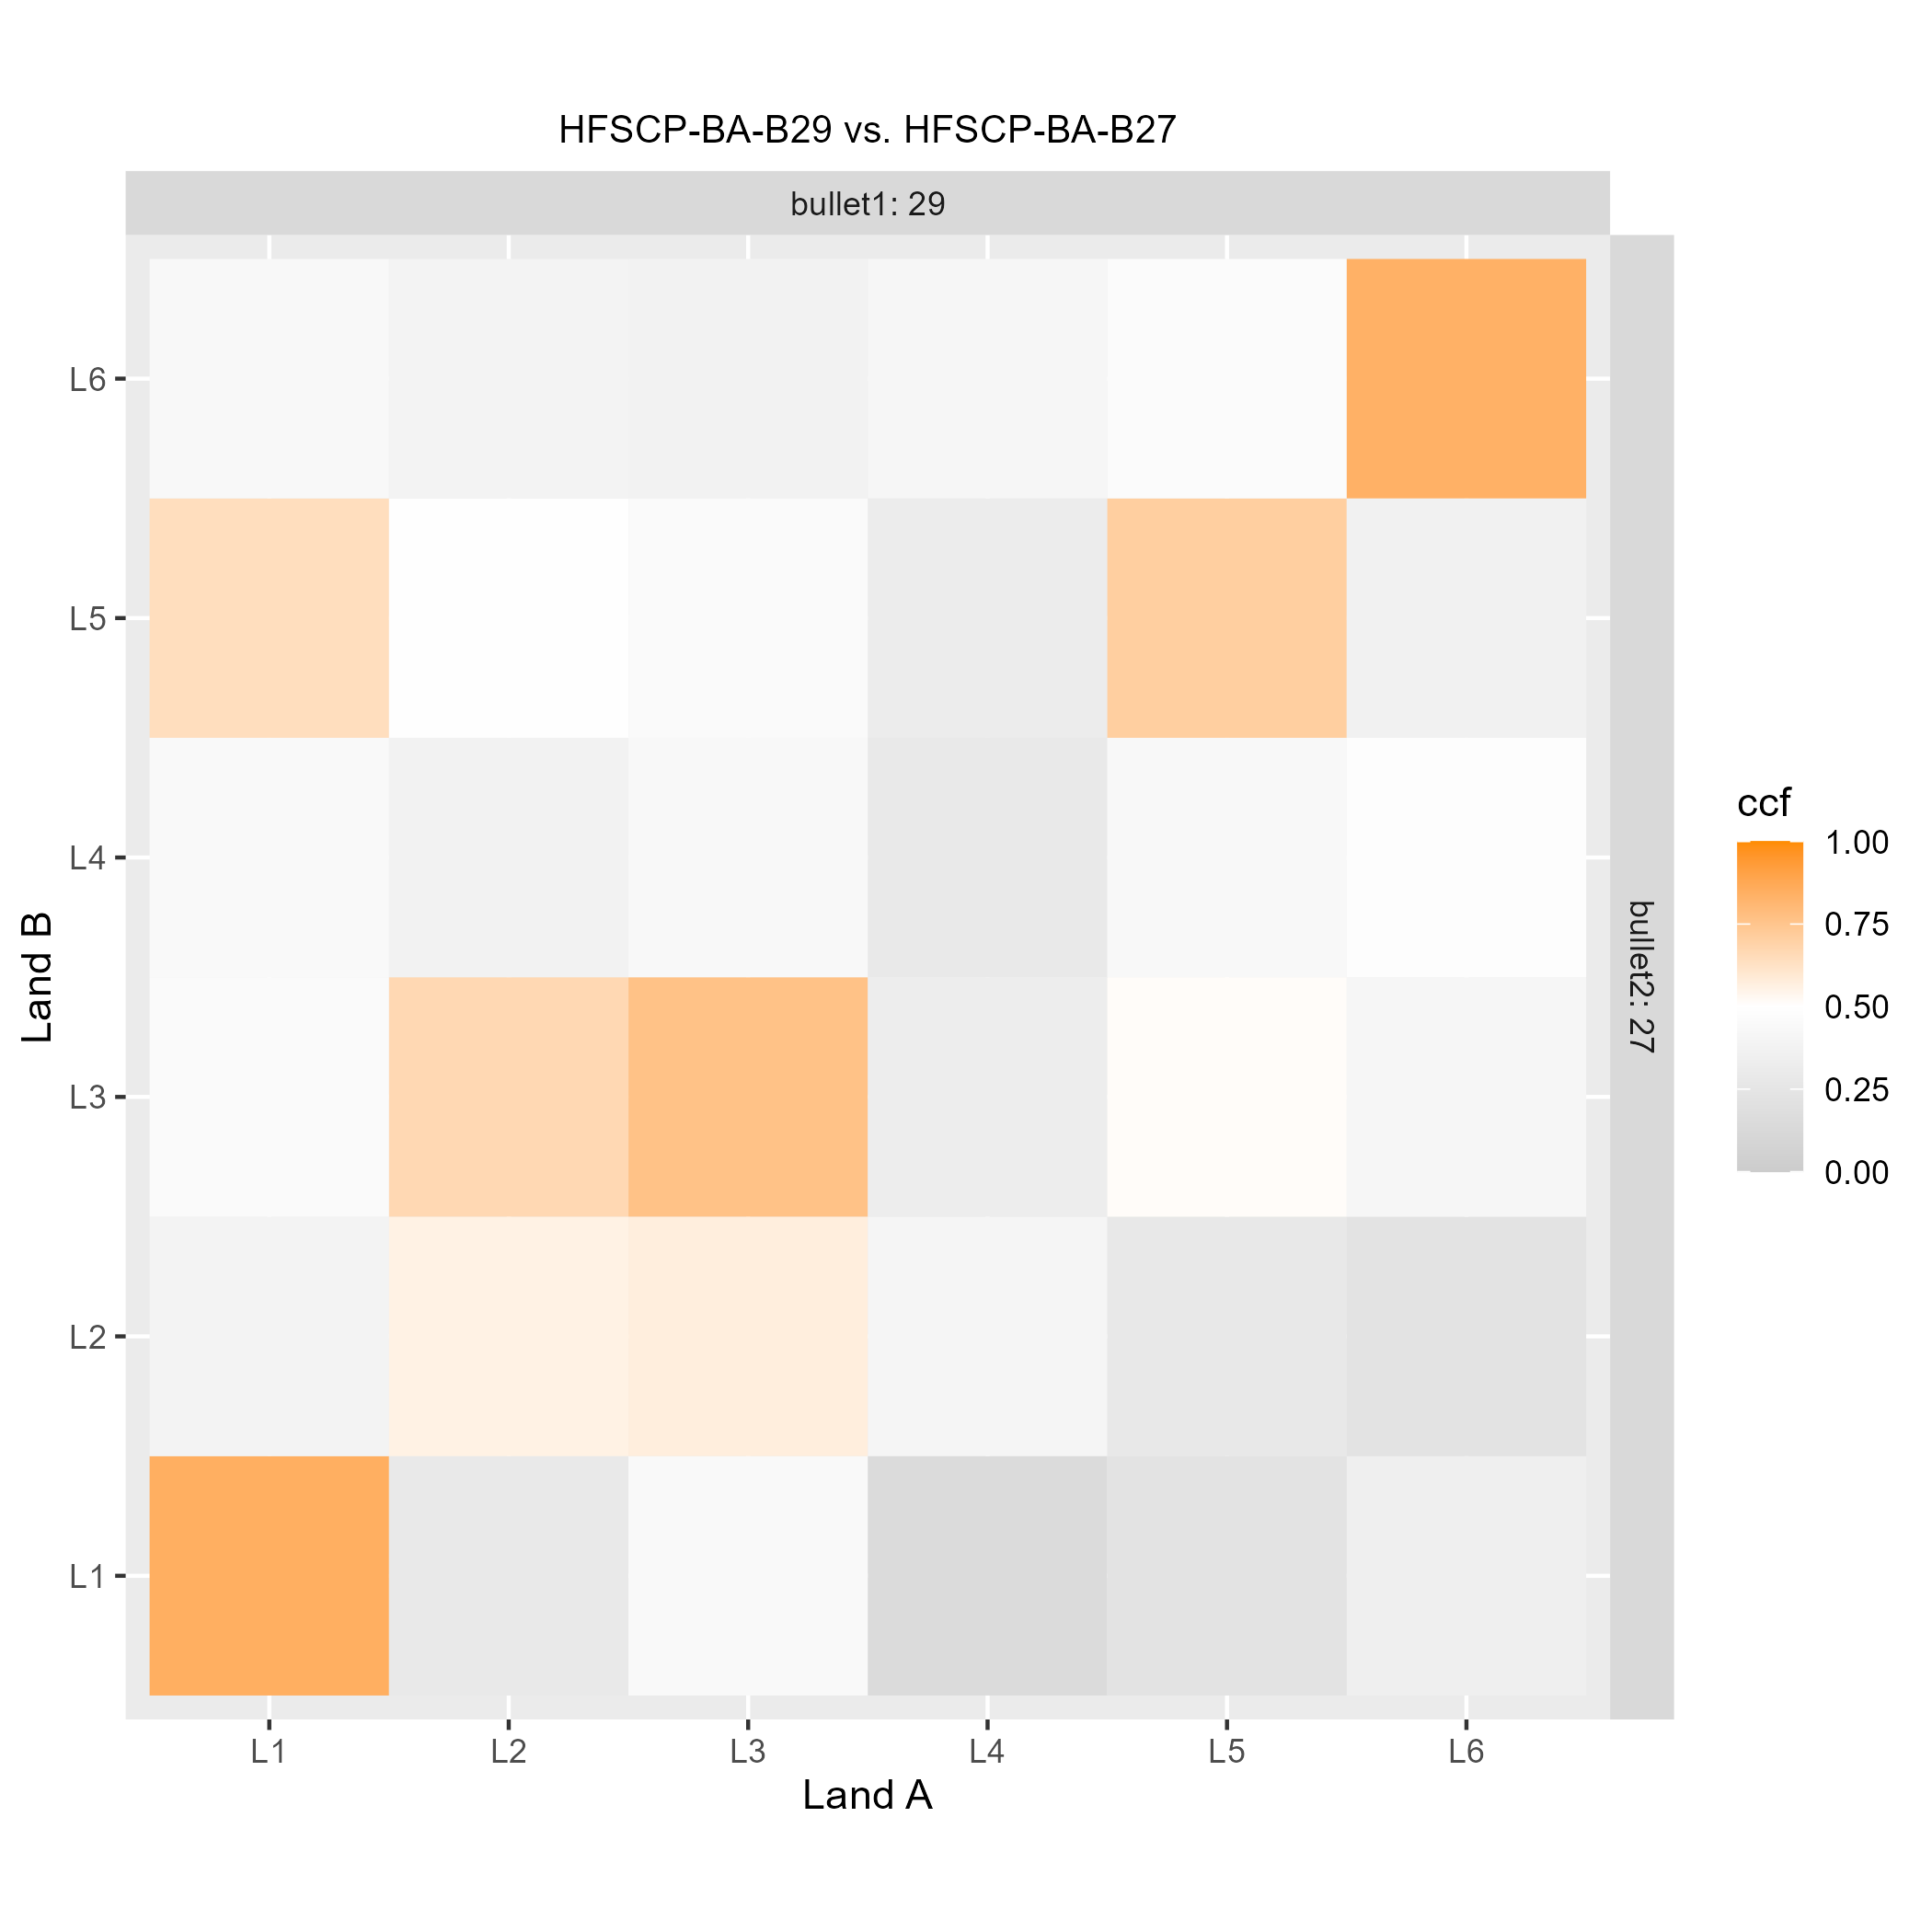 HFSCP-BA-B29 vs. HFSCP-BA-B27
bullet1: 29
L6
L5
L4
L3
L2
L1
Land B
bullet2: 27
L1 L2 L3 L4 L5 L6
Land A
ccf
1.00
0.75
0.50
0.25
0.00